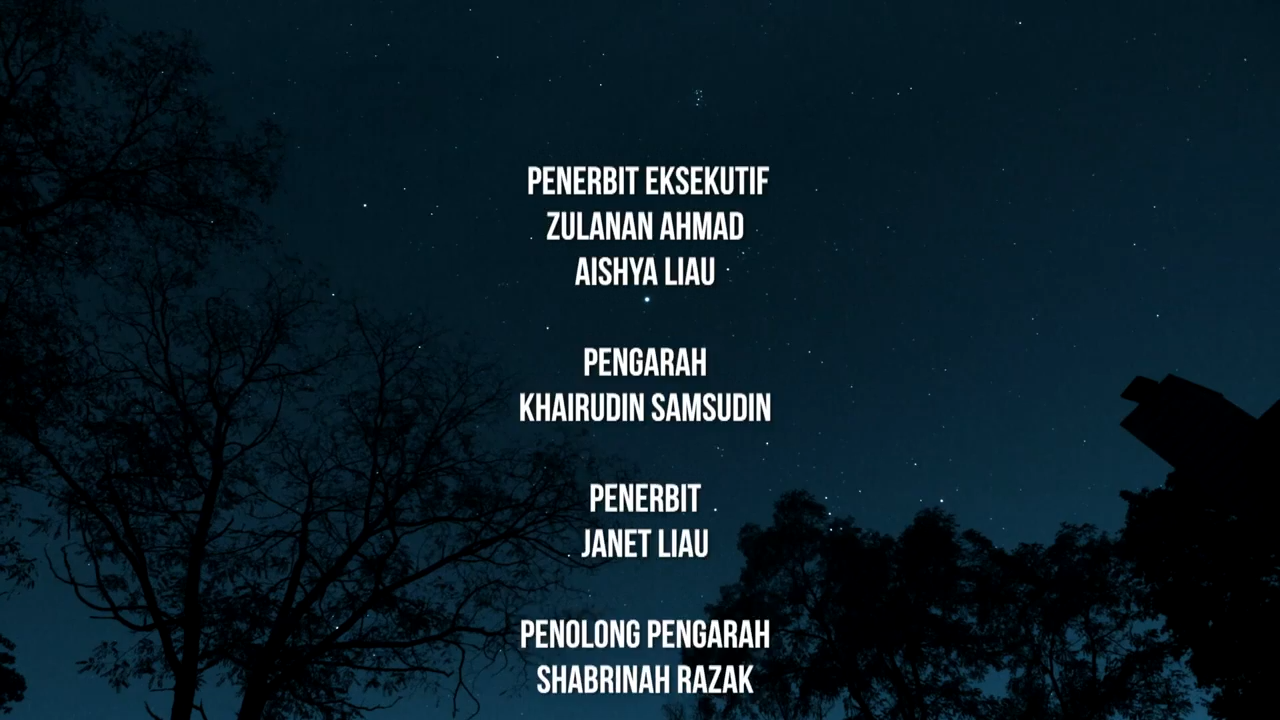 PENERBIT EKSEKUTIF
ZULANAN AHMAD
AISHYA LIAU
PENGARAH
KHAIRUDIN SAMSUDIN
PENERBIT
JANET LIAU
PENOLONG PENGARAH
SHABRINAH RAZAK